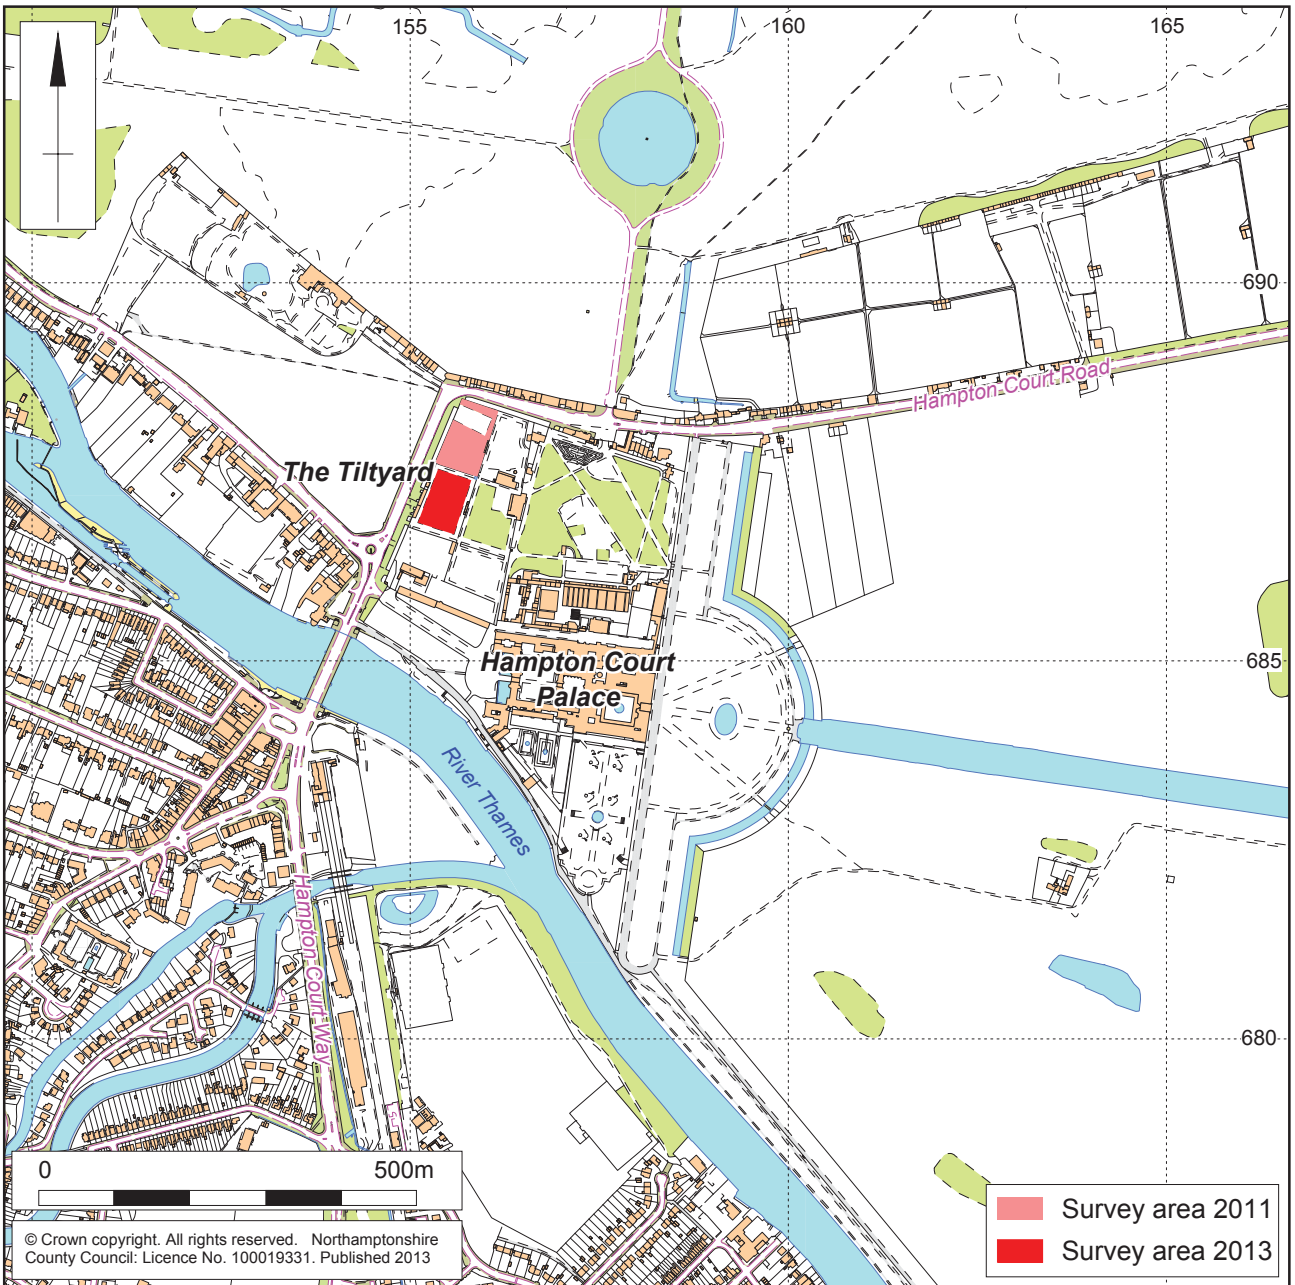 155
160
165
690
Hampton Court Road
The Tiltyard
Hampton Court
Palace
685
River Thames
Hampton Court Way
680
0
500m
© Crown copyright. All rights reserved. Northamptonshire
County Council: Licence No. 100019331. Published 2013
Survey area 2011
Survey area 2013